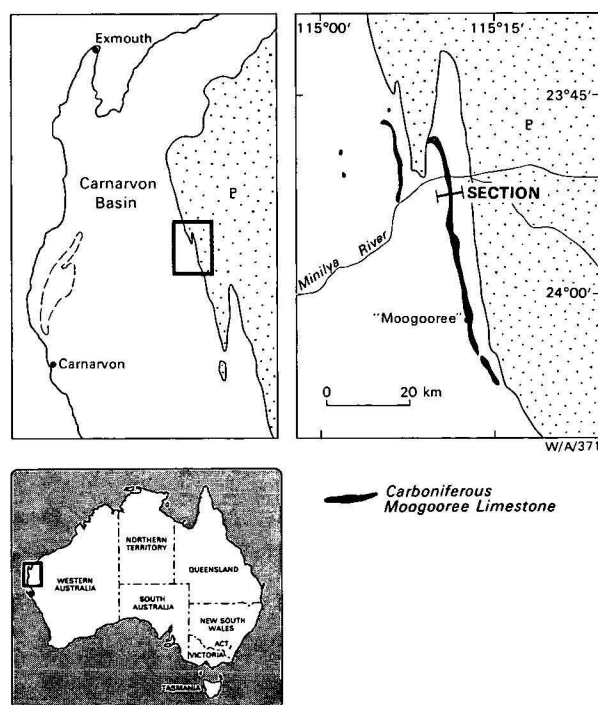 Exmouth
Carnarvon
Basin
P
Carnarvon
115°00′
115°15′
23°45′
P
SECTION
Minilya River
24°00′
"Moogooree"
0 20 km
W/A/371
Carboniferous
Moogooree Limestone
NORTHERN
TERRITORY
WESTERN
AUSTRALIA
QUEENSLAND
SOUTH
AUSTRALIA
NEW SOUTH
WALES
ACT
VICTORIA
TASMANIA